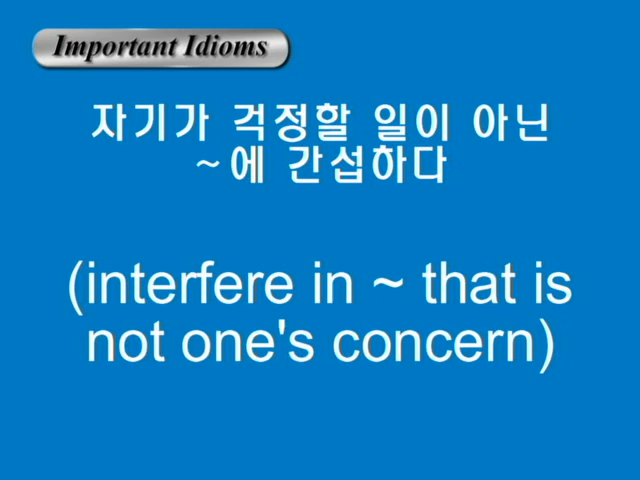 Important Idioms
자기가 걱정할 일이 아닌
~에 간섭하다
(interfere in ~ that is
not one's concern)